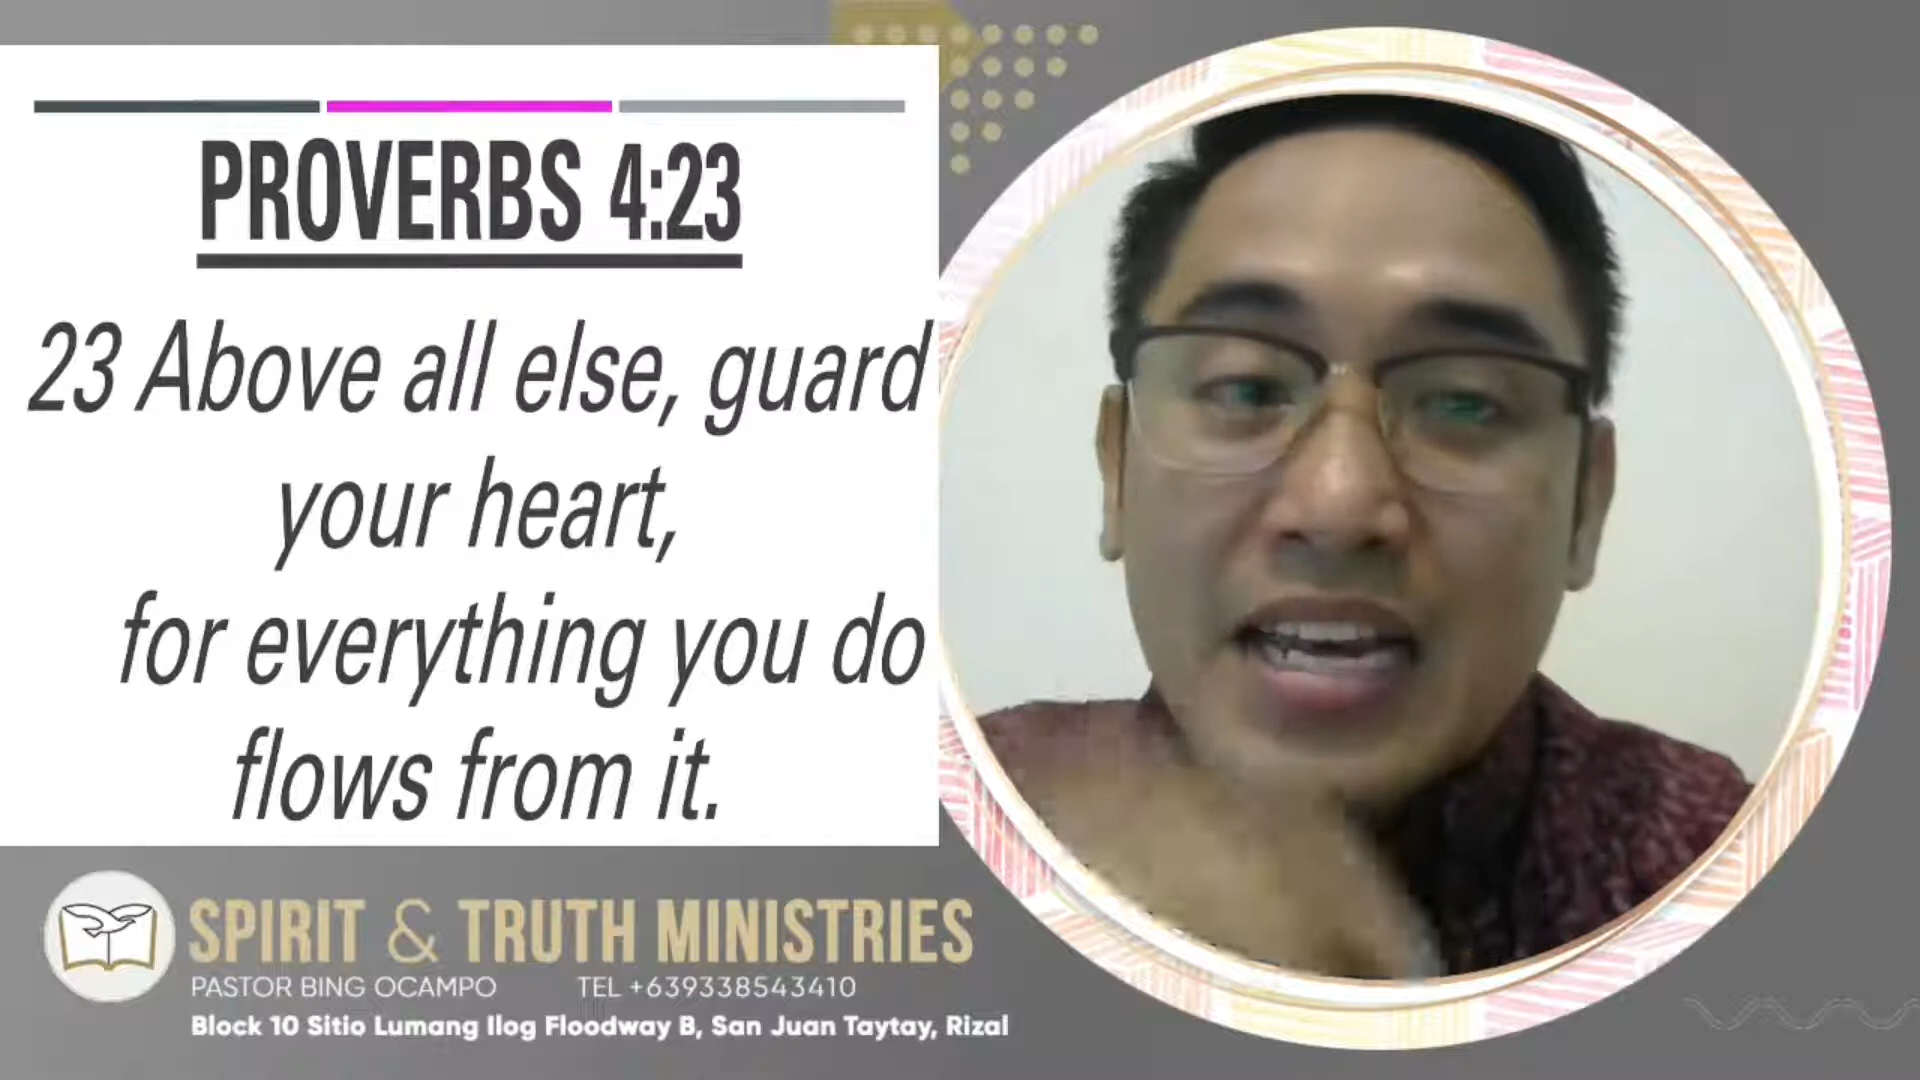 PROVERBS 4:23
23 Above all else, guard
your heart,
for everything you do
flows from it.
SPIRIT & TRUTH MINISTRIES
PASTOR BING OCAMPO TEL +639338543410
Block 10 Sitio Lumang Ilog Floodway B, San Juan Taytay, Rizal